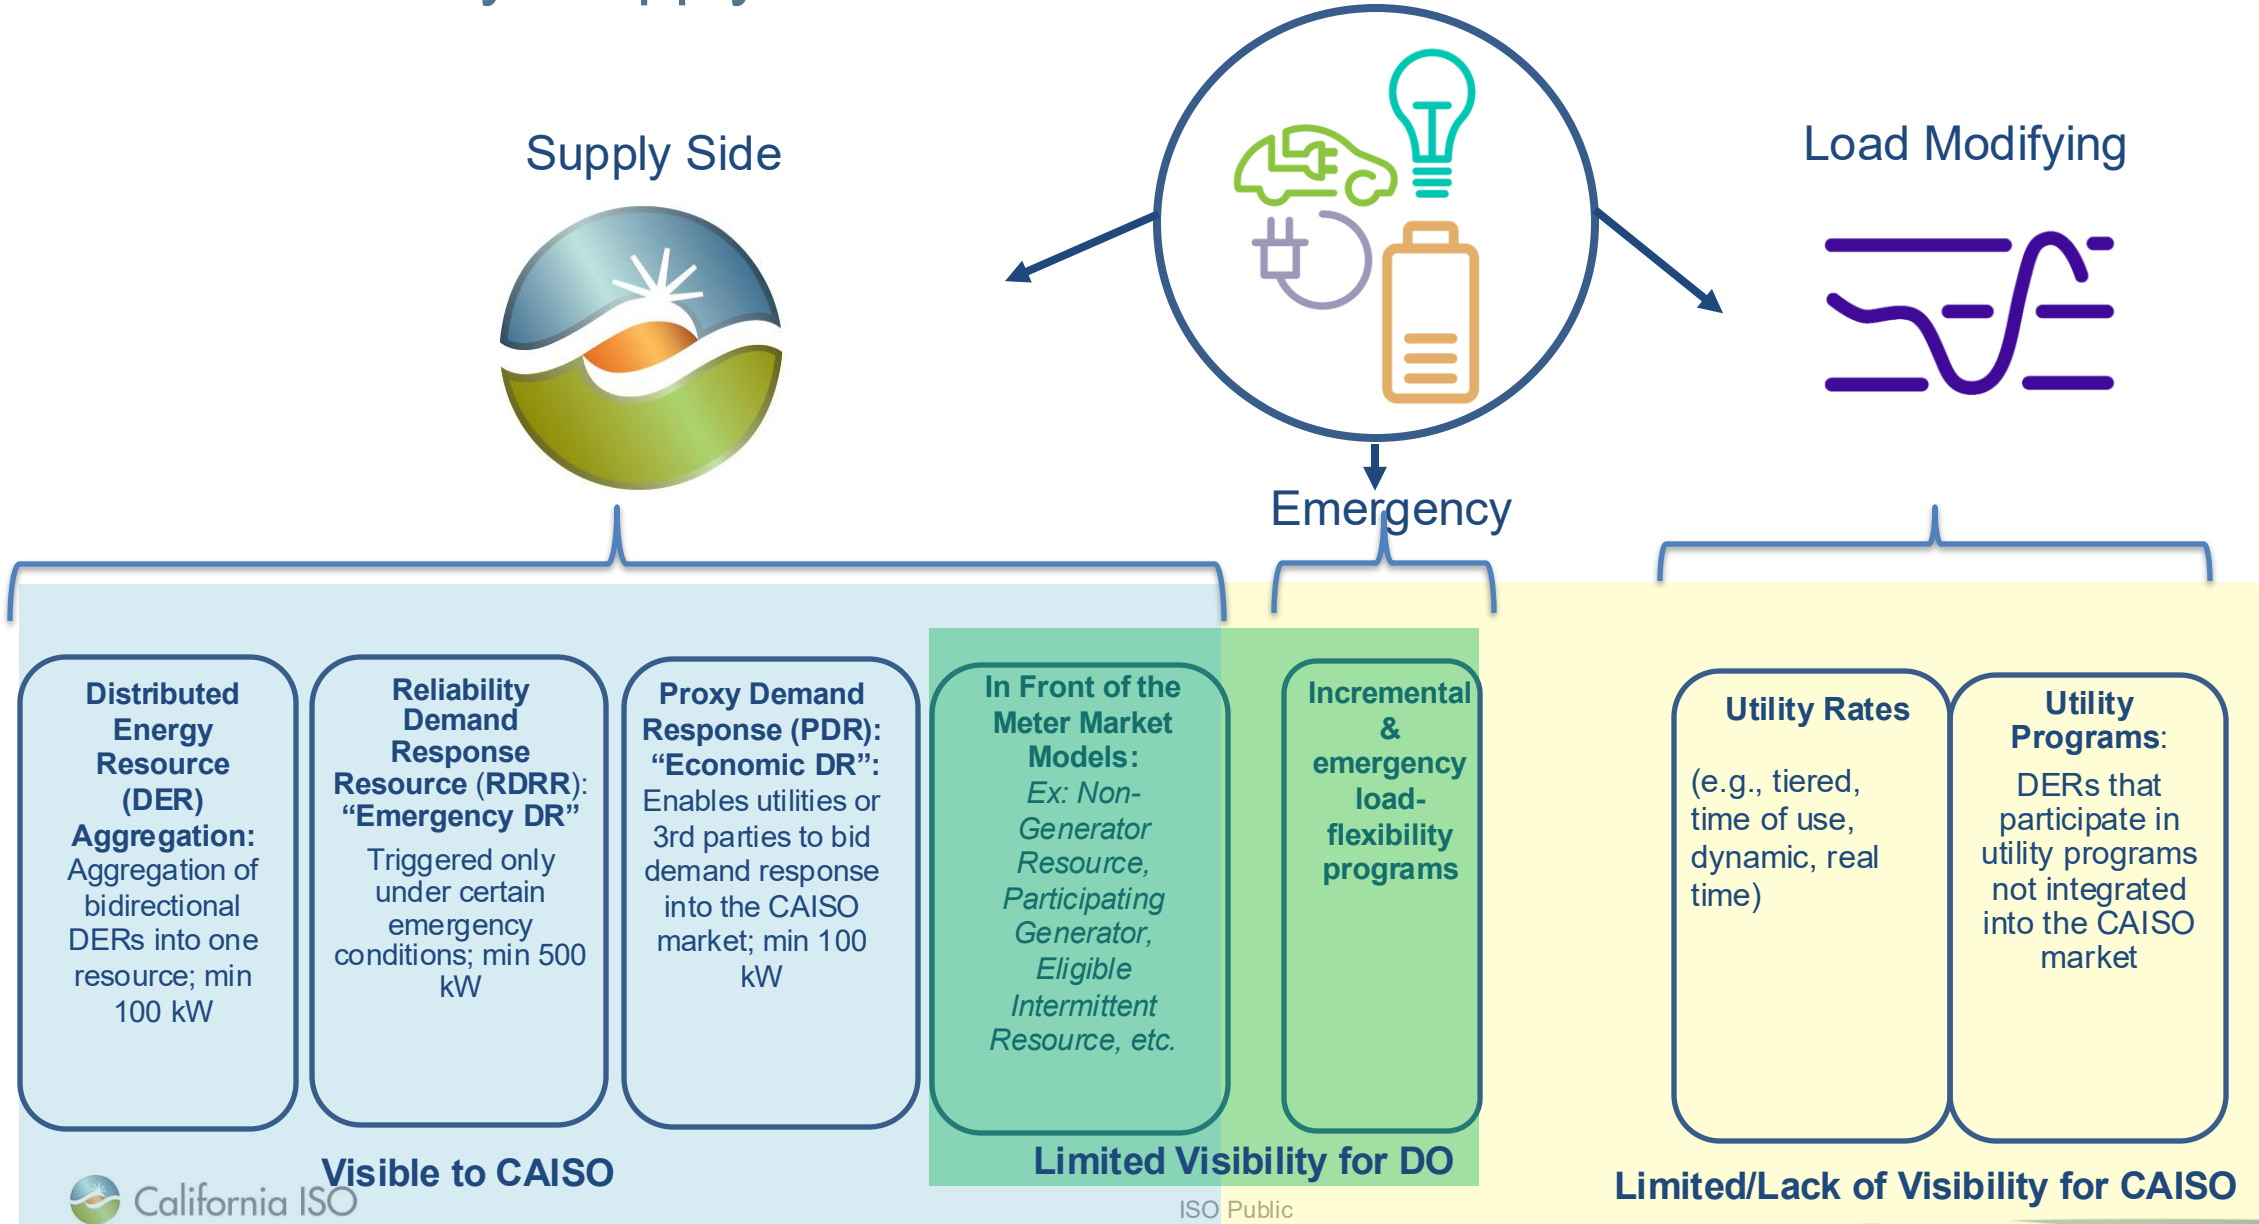 Supply Side
Load Modifying
Emergency
Distributed
Energy
Resource
(DER)
Aggregation:
Aggregation of
bidirectional
DERs into one
resource; min
100 kW
Reliability
Demand
Response
Resource (RDRR):
“Emergency DR”
Triggered only
under certain
emergency
conditions; min 500
kW
Proxy Demand
Response (PDR):
“Economic DR”:
Enables utilities or
3rd parties to bid
demand response
into the CAISO
market; min 100
kW
In Front of the
Meter Market
Models:
Ex: Non-
Generator
Resource,
Participating
Generator,
Eligible
Intermittent
Resource, etc.
Incremental
&
emergency
load-
flexibility
programs
Utility Rates
(e.g., tiered,
time of use,
dynamic, real
time)
Utility
Programs:
DERs that
participate in
utility programs
not integrated
into the CAISO
market
Visible to CAISO
Limited Visibility for DO
Limited/Lack of Visibility for CAISO
California ISO
ISO Public